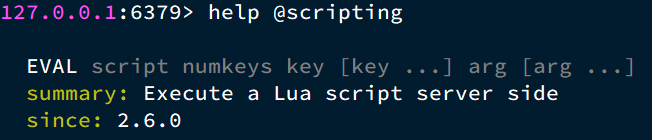 127.0.0.1:6379> help @scripting
EVAL script numkeys key [key ...] arg [arg ...]
summary: Execute a Lua script server side
since: 2.6.0